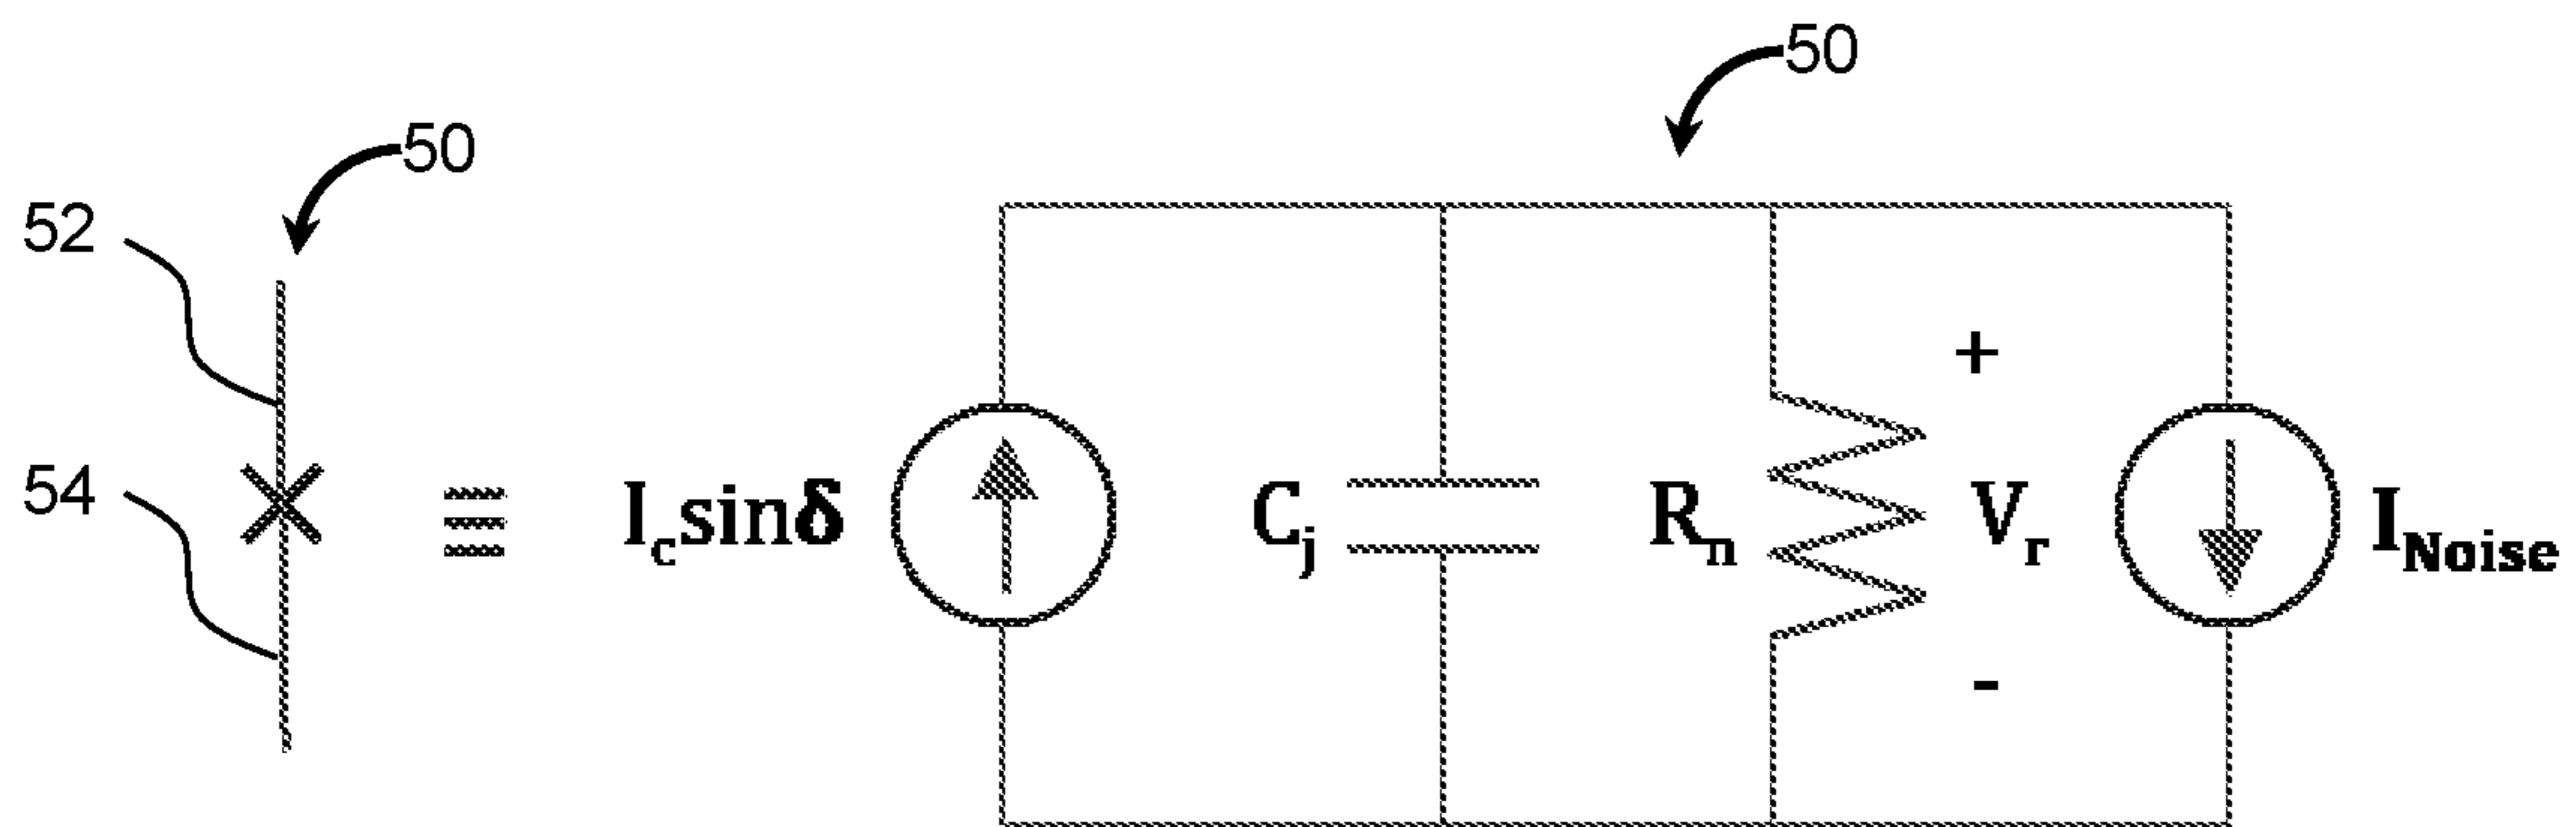 50
50
52
54
≡ I_c sinδ C_j R_n + V_r - I_Noise